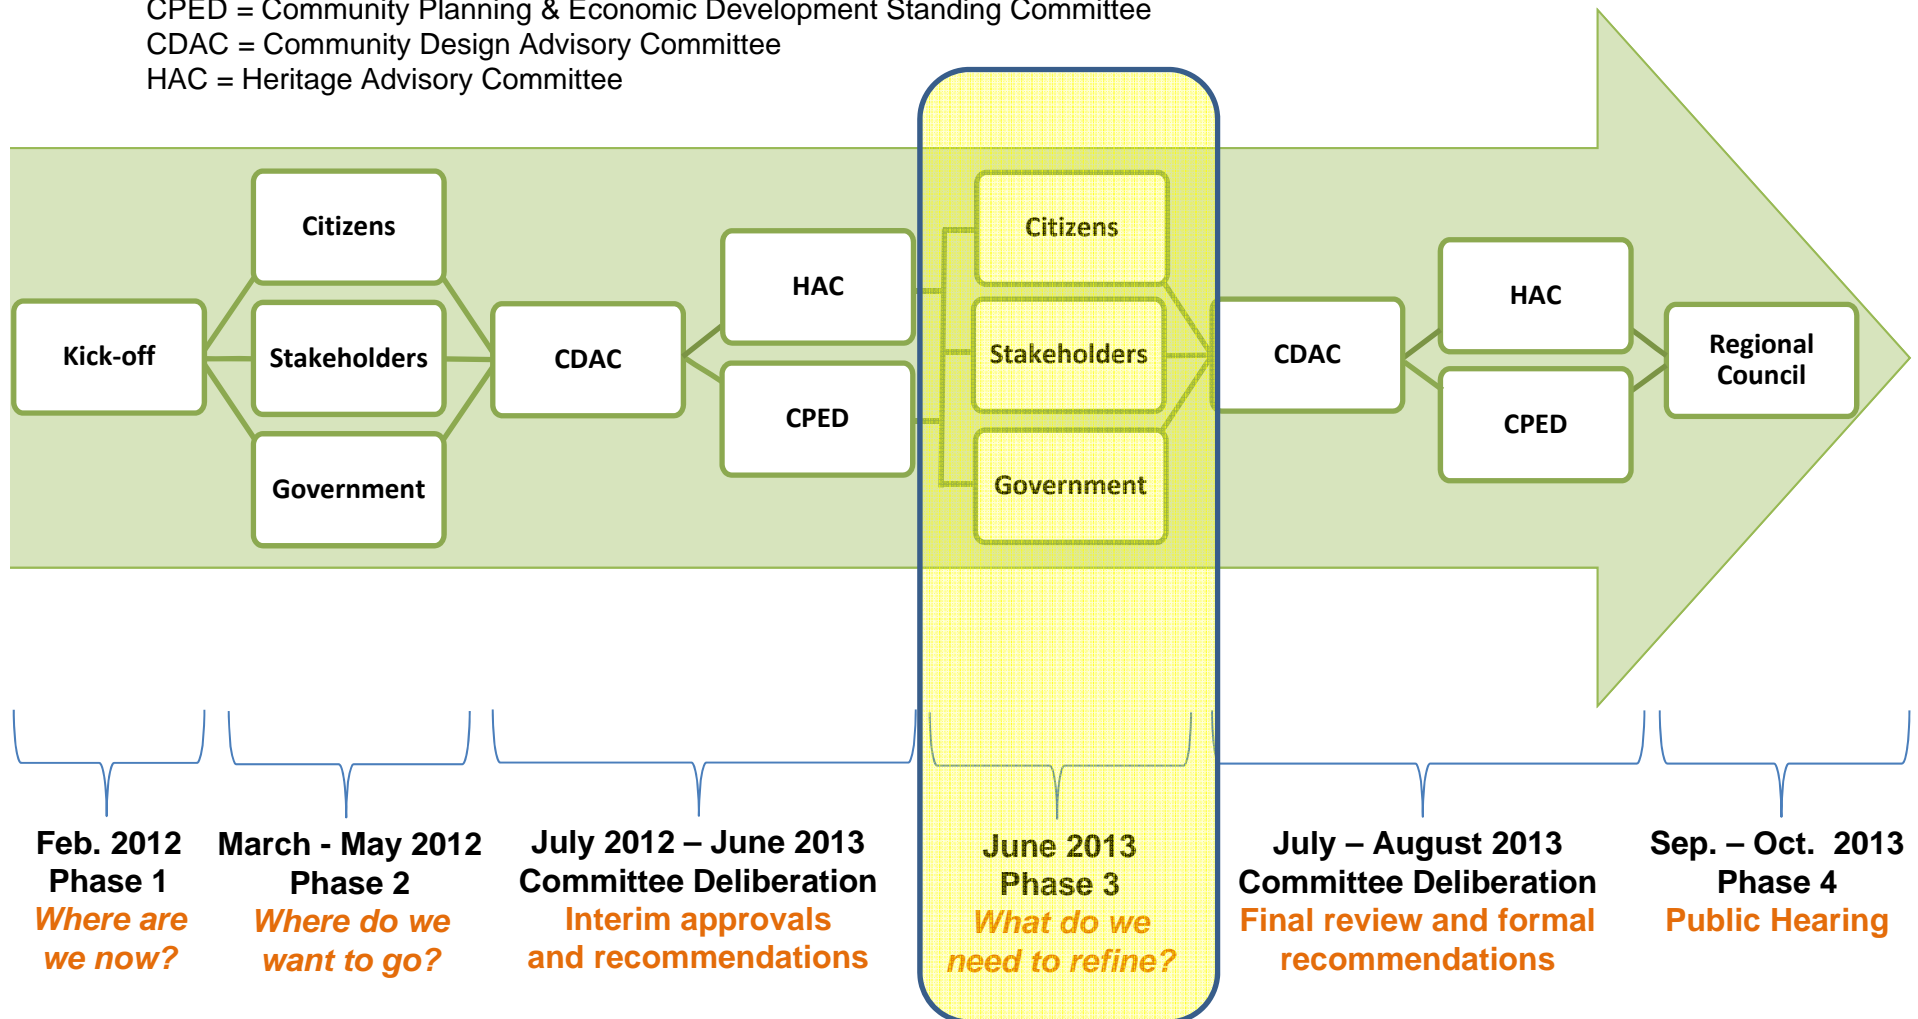 CPED = Community Planning & Economic Development Standing Committee
CDAC = Community Design Advisory Committee
HAC = Heritage Advisory Committee
Kick-off
Citizens
Stakeholders
Government
CDAC
HAC
CPED
Citizens
Stakeholders
Government
CDAC
HAC
CPED
Regional
Council
Feb. 2012
Phase 1
Where are
we now?
March - May 2012
Phase 2
Where do we
want to go?
July 2012 – June 2013
Committee Deliberation
Interim approvals
and recommendations
June 2013
Phase 3
What do we
need to refine?
July – August 2013
Committee Deliberation
Final review and formal
recommendations
Sep. – Oct. 2013
Phase 4
Public Hearing